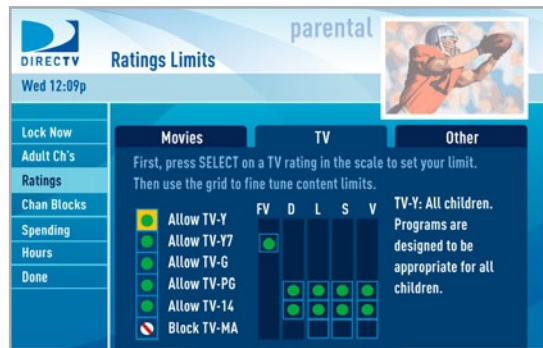 parental
DIRECTV
Ratings Limits
Wed 12:09p
Lock Now
Adult Ch's
Ratings
Chan Blocks
Spending
Hours
Done
Movies
TV
Other
First, press SELECT on a TV rating in the scale to set your limit.
Then use the grid to fine tune content limits.
FV D L S V
Allow TV-Y
Allow TV-Y7
Allow TV-G
Allow TV-PG
Allow TV-14
Block TV-MA
TV-Y: All children.
Programs are
designed to be
appropriate for all
children.